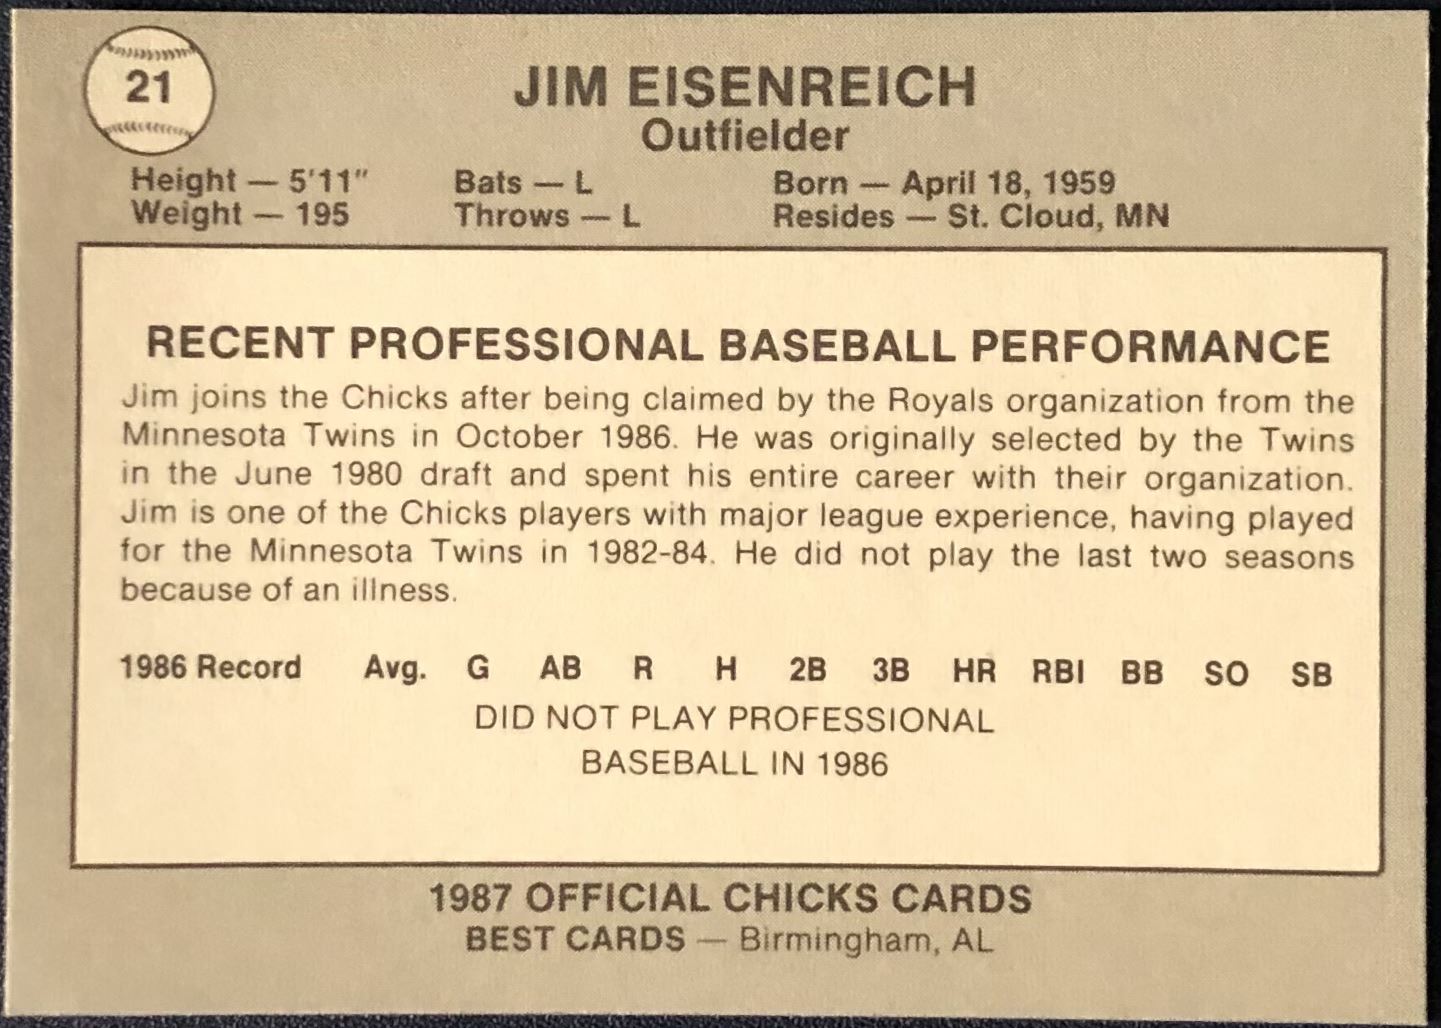 21
JIM EISENREICH
Outfielder
Height — 5'11" Bats — L Born — April 18, 1959
Weight — 195 Throws — L Resides — St. Cloud, MN
RECENT PROFESSIONAL BASEBALL PERFORMANCE
Jim joins the Chicks after being claimed by the Royals organization from the
Minnesota Twins in October 1986. He was originally selected by the Twins
in the June 1980 draft and spent his entire career with their organization.
Jim is one of the Chicks players with major league experience, having played
for the Minnesota Twins in 1982-84. He did not play the last two seasons
because of an illness.
1986 Record Avg. G AB R H 2B 3B HR RBI BB SO SB
DID NOT PLAY PROFESSIONAL
BASEBALL IN 1986
1987 OFFICIAL CHICKS CARDS
BEST CARDS — Birmingham, AL